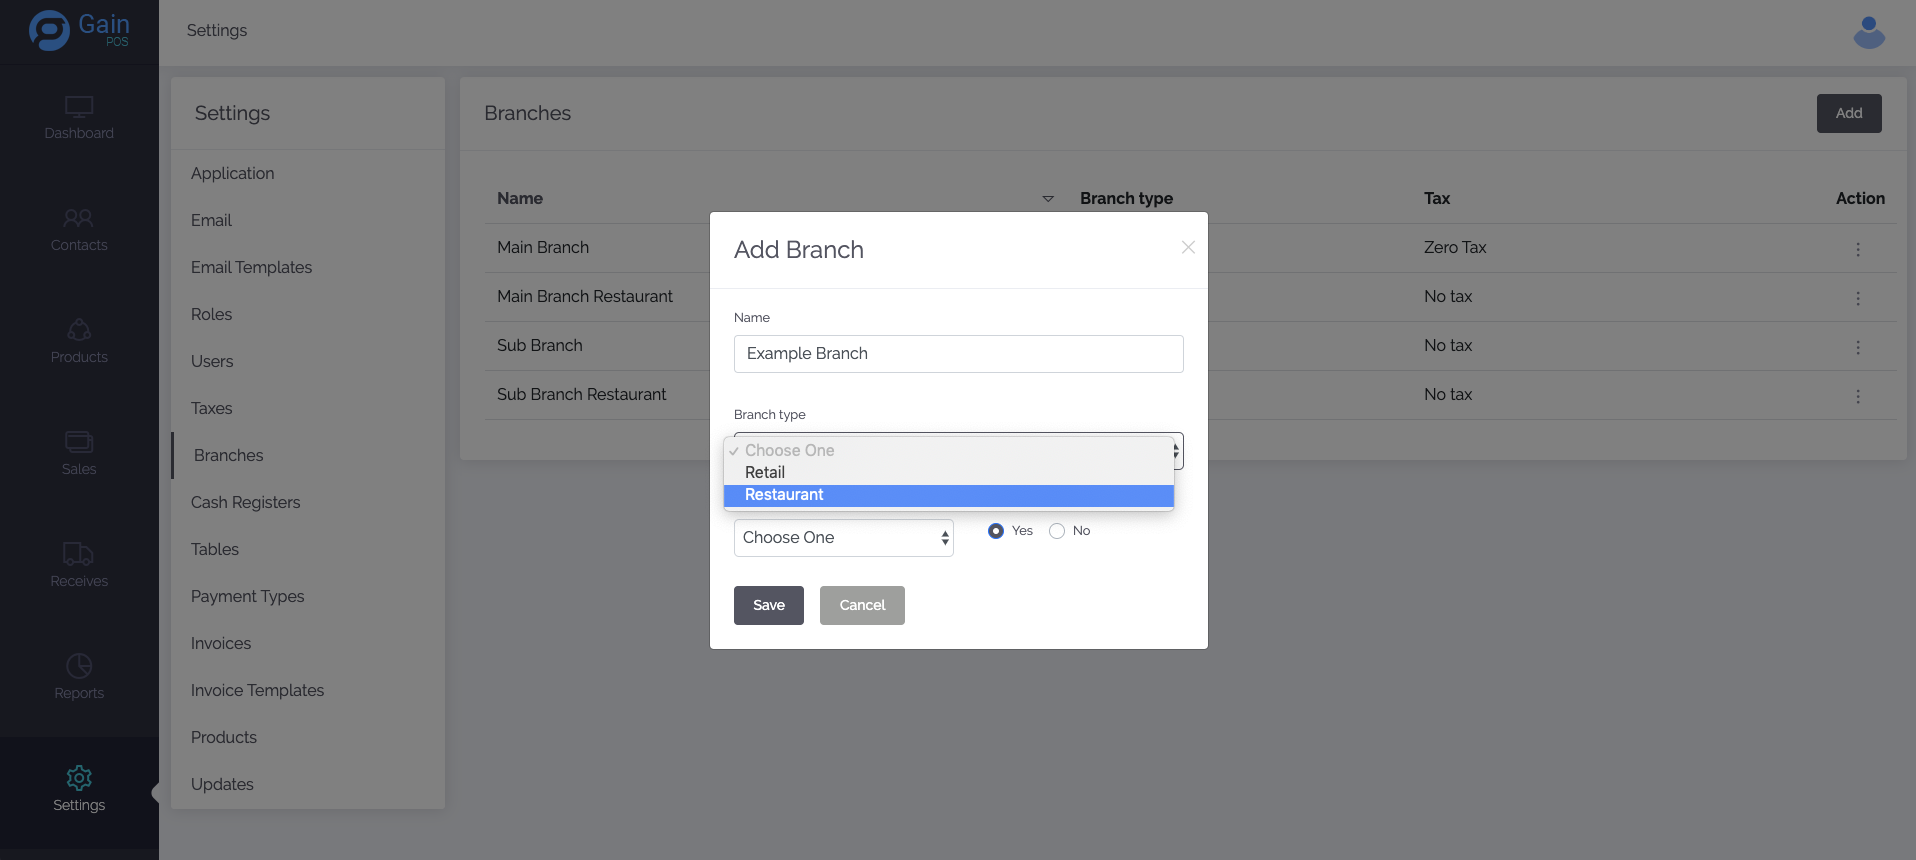 Gain
POS
Settings
Dashboard
Contacts
Products
Sales
Receives
Reports
Settings
Settings
Application
Email
Email Templates
Roles
Users
Taxes
Branches
Cash Registers
Tables
Payment Types
Invoices
Invoice Templates
Products
Updates
Branches
Add
Name Branch type Tax Action
Main Branch Zero Tax
Main Branch Restaurant No tax
Sub Branch No tax
Sub Branch Restaurant No tax
Add Branch
Name
Example Branch
Branch type
Choose One
Retail
Restaurant
Choose One Yes No
Save Cancel